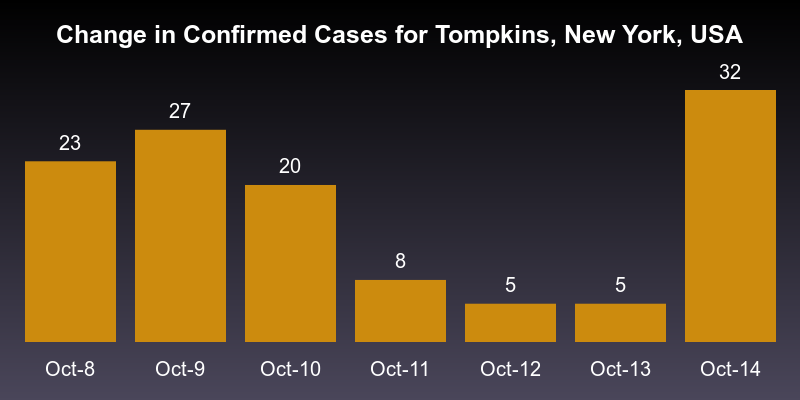 Change in Confirmed Cases for Tompkins, New York, USA
23
27
20
8
5
5
32
Oct-8
Oct-9
Oct-10
Oct-11
Oct-12
Oct-13
Oct-14